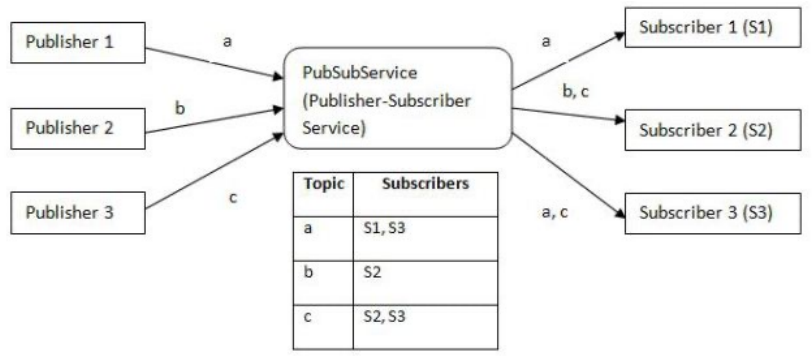 Publisher 1
a
Publisher 2
b
Publisher 3
c
PubSubService
(Publisher-Subscriber
Service)
a
Subscriber 1 (S1)
b, c
Subscriber 2 (S2)
a, c
Subscriber 3 (S3)
Topic Subscribers
a S1, S3
b S2
c S2, S3